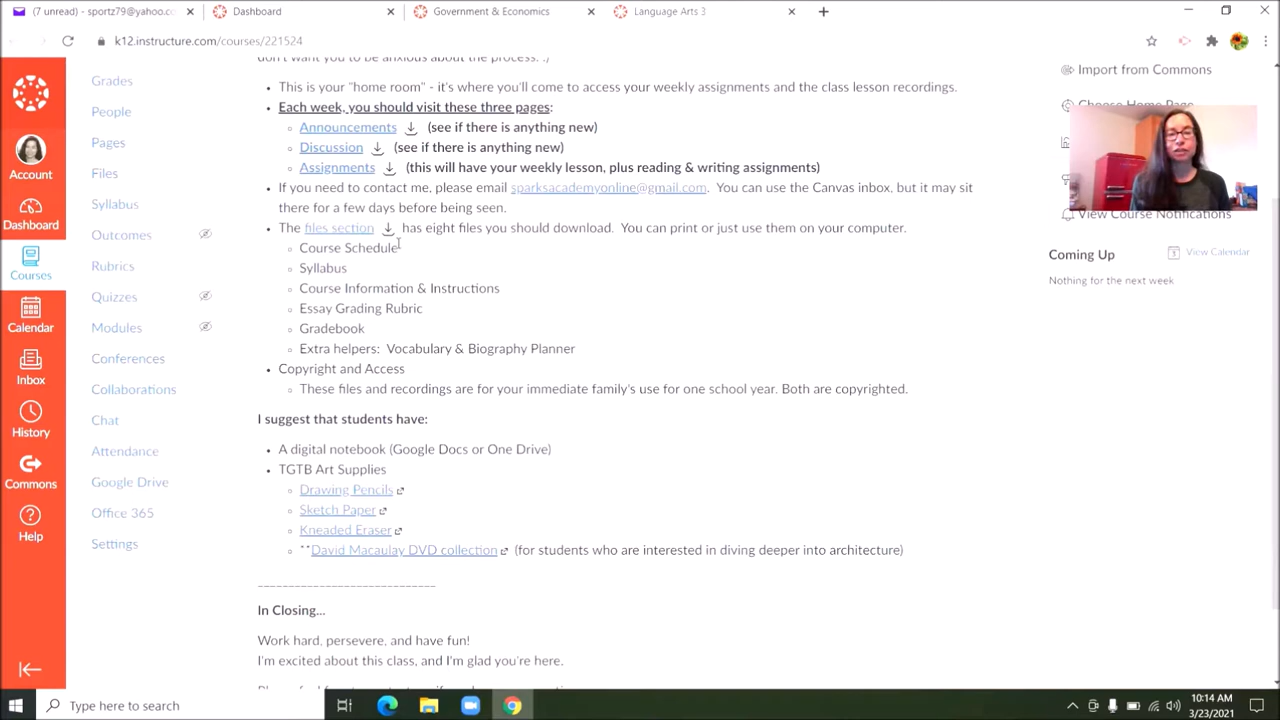 (7 unread) - sportz79@yahoo.co
Dashboard
Government & Economics
Language Arts 3
k12.instructure.com/courses/221524
Account
Dashboard
Courses
Calendar
Inbox
History
Commons
Help
Grades
People
Pages
Files
Syllabus
Outcomes
Rubrics
Quizzes
Modules
Conferences
Collaborations
Chat
Attendance
Google Drive
Office 365
Settings
don't want you to be anxious about the process. :)
This is your "home room" - it's where you'll come to access your weekly assignments and the class lesson recordings.
Each week, you should visit these three pages:
Announcements (see if there is anything new)
Discussion (see if there is anything new)
Assignments (this will have your weekly lesson, plus reading & writing assignments)
If you need to contact me, please email sparksacademyonline@gmail.com. You can use the Canvas inbox, but it may sit
there for a few days before being seen.
The files section has eight files you should download. You can print or just use them on your computer.
Course Schedule
Syllabus
Course Information & Instructions
Essay Grading Rubric
Gradebook
Extra helpers: Vocabulary & Biography Planner
Copyright and Access
These files and recordings are for your immediate family's use for one school year. Both are copyrighted.
I suggest that students have:
A digital notebook (Google Docs or One Drive)
TGTB Art Supplies
Drawing Pencils
Sketch Paper
Kneaded Eraser
**David Macaulay DVD collection (for students who are interested in diving deeper into architecture)
____________________________
In Closing...
Work hard, persevere, and have fun!
I'm excited about this class, and I'm glad you're here.
Import from Commons
Choose Home Page
View Course Notifications
Coming Up
View Calendar
Nothing for the next week
Type here to search
10:14 AM
3/23/2021